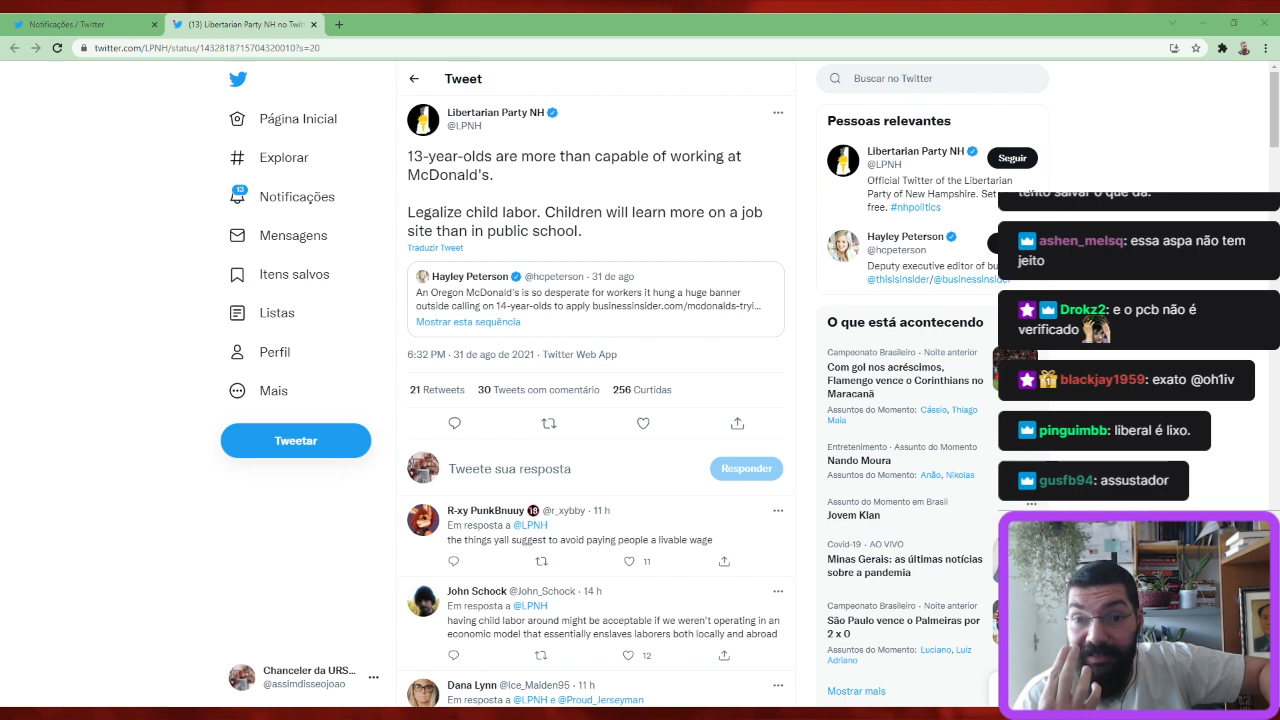 Notificações / Twitter
(13) Libertarian Party NH no Twit
twitter.com/LPNH/status/1432818715704320010?s=20
Página Inicial
Explorar
13
Notificações
Mensagens
Itens salvos
Listas
Perfil
Mais
Tweetar
Chanceler da URS...
@assimdissejoao
Tweet
Libertarian Party NH
@LPNH
13-year-olds are more than capable of working at
McDonald's.
Legalize child labor. Children will learn more on a job
site than in public school.
Traduzir Tweet
Hayley Peterson @hcpeterson · 31 de ago
An Oregon McDonald's is so desperate for workers it hung a huge banner
outside calling on 14-year-olds to apply businessinsider.com/mcdonalds-tryi...
Mostrar esta sequência
6:32 PM · 31 de ago de 2021 · Twitter Web App
21 Retweets 30 Tweets com comentário 256 Curtidas
Tweete sua resposta
Responder
R-xy PunkBnuuy 🔞 @r_xybby · 11 h
Em resposta a @LPNH
the things yall suggest to avoid paying people a livable wage
11
John Schock @John_Schock · 14 h
Em resposta a @LPNH
having child labor around might be acceptable if we weren't operating in an
economic model that essentially enslaves laborers both locally and abroad
12
Dana Lynn @Ice_Maiden95 · 11 h
Em resposta a @LPNH e @Proud_Jerseyman
Buscar no Twitter
Pessoas relevantes
Libertarian Party NH
@LPNH
Seguir
Official Twitter of the Libertarian
Party of New Hampshire. Set
free. #nhpolitics
Hayley Peterson
@hcpeterson
Deputy executive editor of bu
@thisisinsider/@businessinsider
O que está acontecendo
Campeonato Brasileiro · Noite anterior
Com gol nos acréscimos,
Flamengo vence o Corinthians no
Maracanã
Assuntos do Momento: Cássio, Thiago
Maia
Entretenimento · Assunto do Momento
Nando Moura
Assuntos do Momento: Anão, Nikolas
Assunto do Momento em Brasil
Jovem Klan
Covid-19 · AO VIVO
Minas Gerais: as últimas notícias
sobre a pandemia
Campeonato Brasileiro · Noite anterior
São Paulo vence o Palmeiras por
2 x 0
Assuntos do Momento: Luciano, Luiz
Adriano
Mostrar mais
tento salvar o que dá.
ashen_melsq: essa aspa não tem
jeito
Drokz2: e o pcb não é
verificado
blackjay1959: exato @oh1iv
pinguimbb: liberal é lixo.
gusfb94: assustador